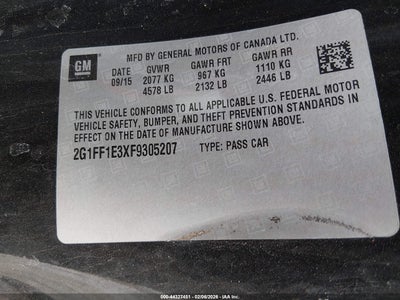 GM
MFD BY GENERAL MOTORS OF CANADA LTD.
DATE GVWR GAWR FRT GAWR RR
09/15 2077 KG 967 KG 1110 KG
4578 LB 2132 LB 2446 LB
THIS VEHICLE CONFORMS TO ALL APPLICABLE U.S. FEDERAL MOTOR
VEHICLE SAFETY, BUMPER, AND THEFT PREVENTION STANDARDS IN
EFFECT ON THE DATE OF MANUFACTURE SHOWN ABOVE.
2G1FF1E3XF9305207 TYPE: PASS CAR
000-44327451 - 02/06/2026 - IAA Inc.